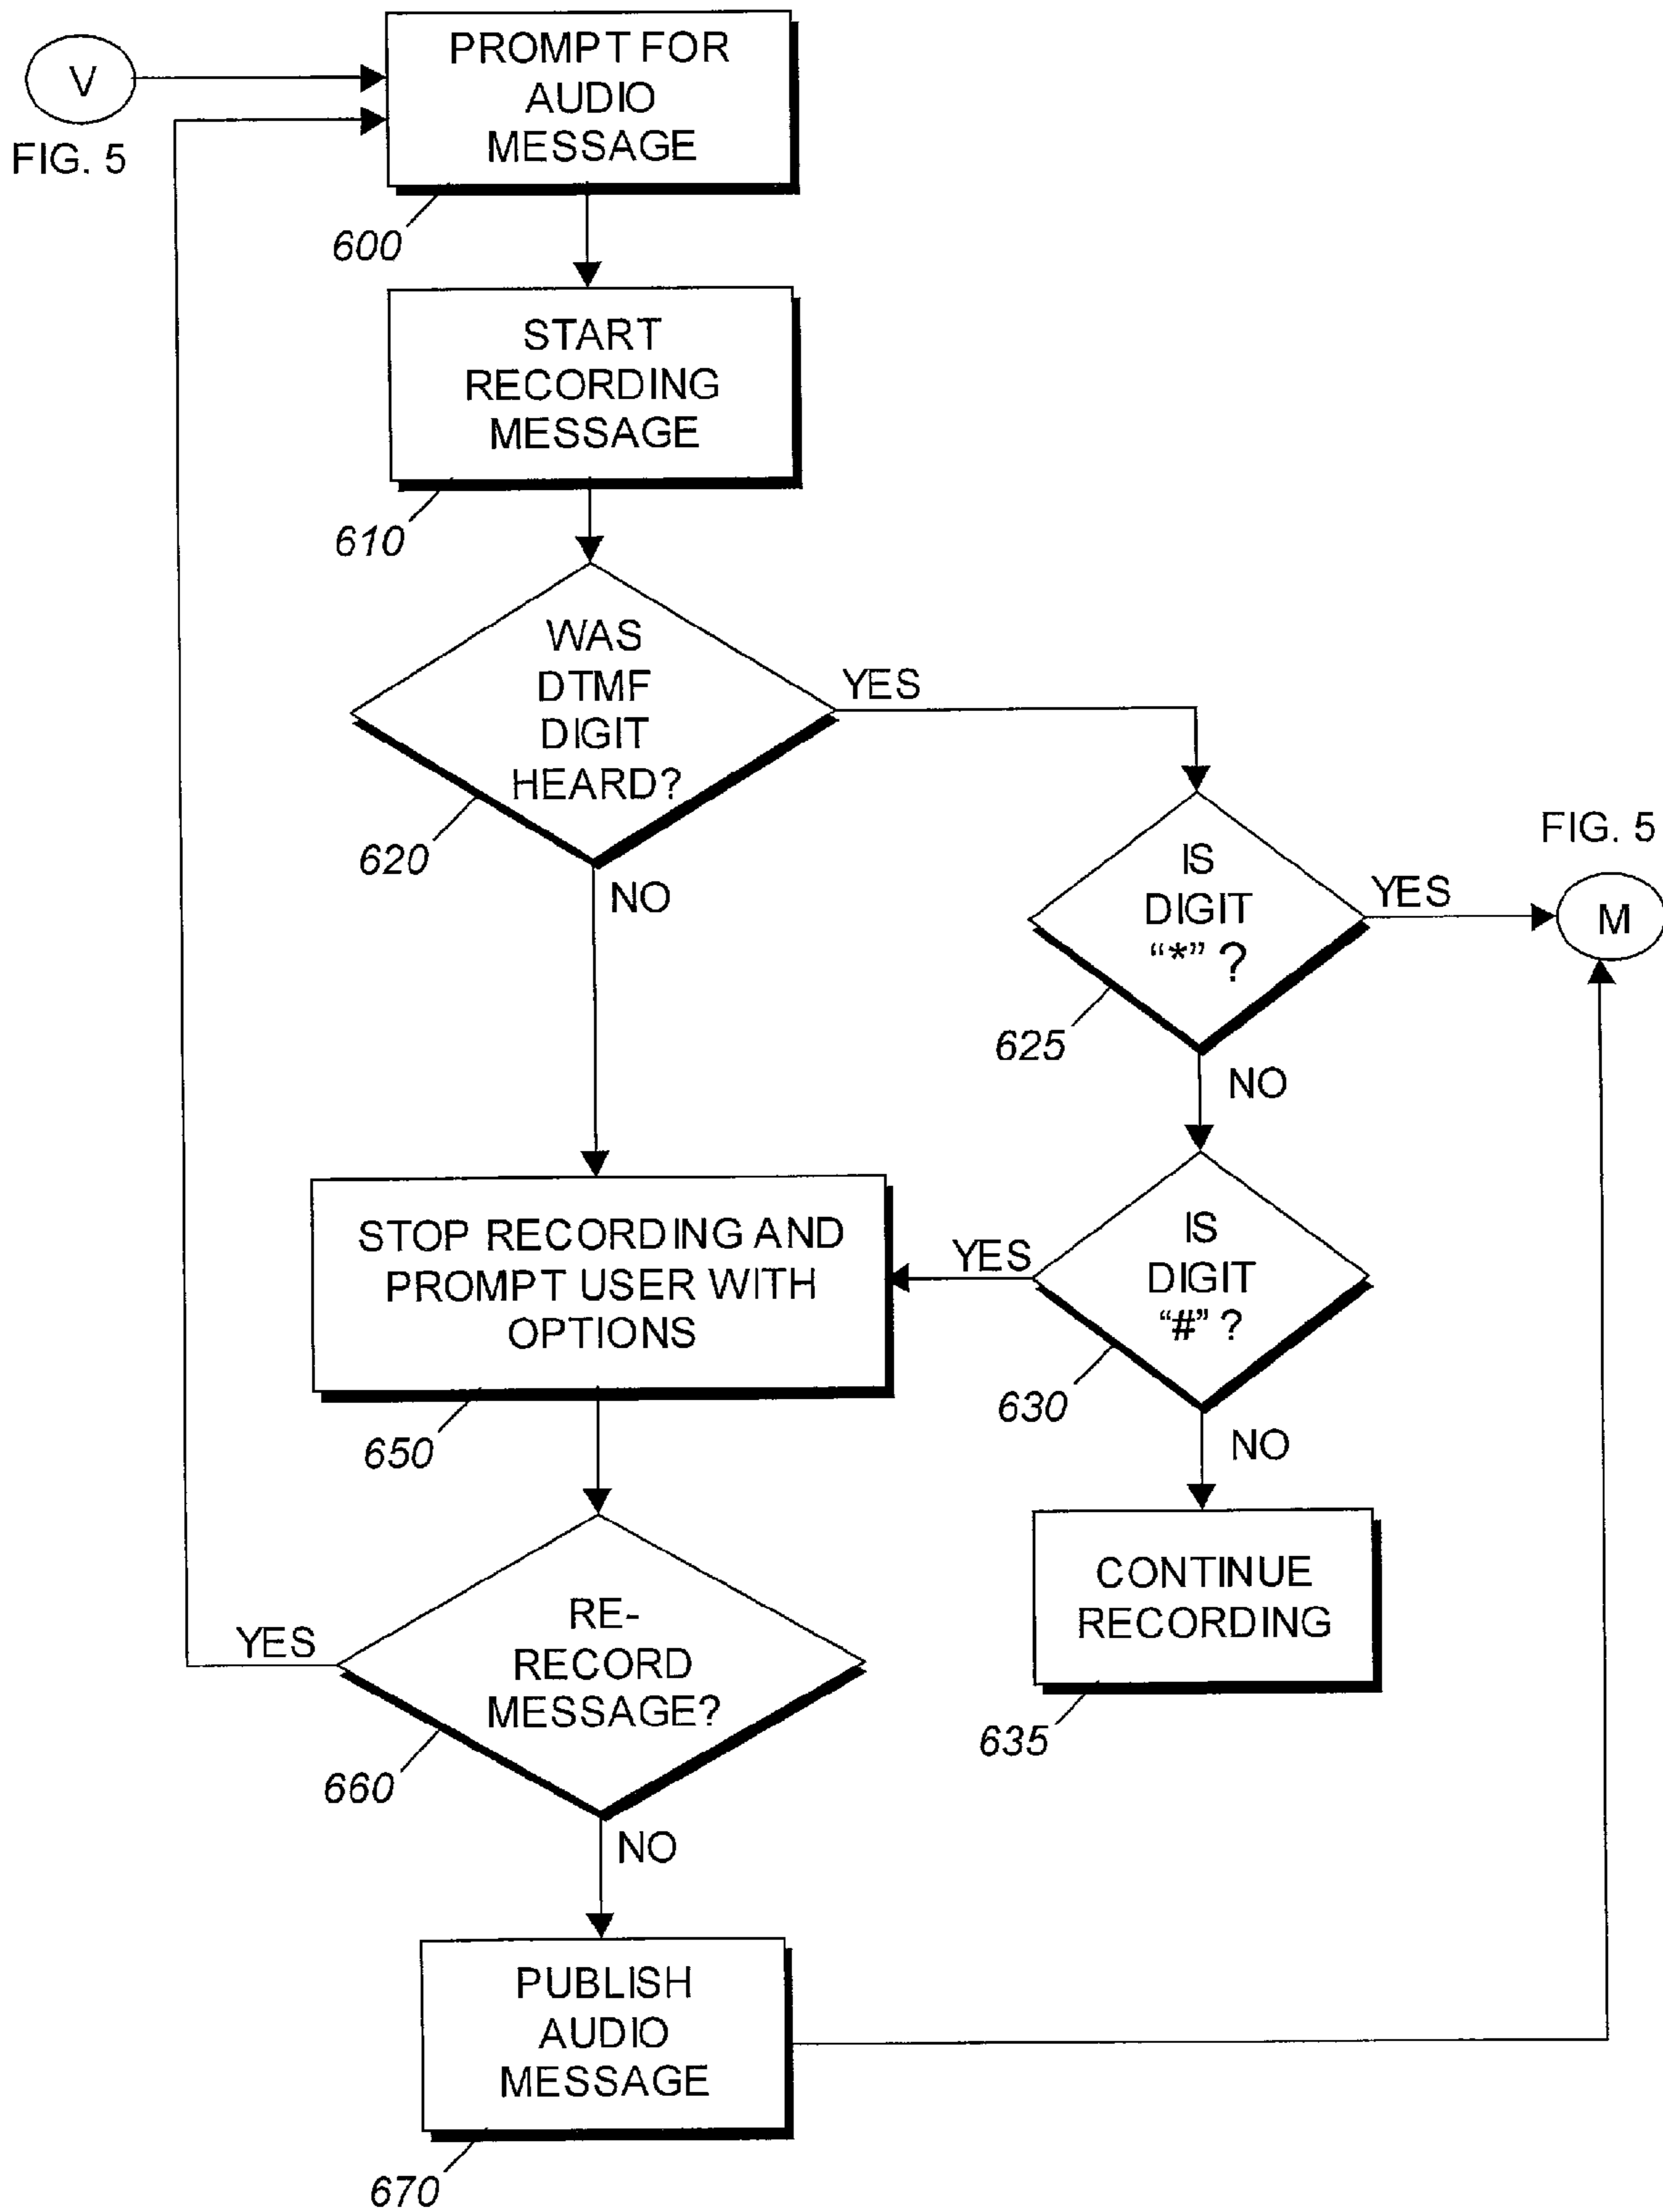 V
FIG. 5
PROMPT FOR
AUDIO
MESSAGE
600
START
RECORDING
MESSAGE
610
WAS
DTMF
DIGIT
HEARD?
620
YES
NO
IS
DIGIT
“*” ?
625
YES
FIG. 5
M
NO
IS
DIGIT
“#” ?
630
YES
NO
CONTINUE
RECORDING
635
STOP RECORDING AND
PROMPT USER WITH
OPTIONS
650
RE-
RECORD
MESSAGE?
660
YES
NO
PUBLISH
AUDIO
MESSAGE
670